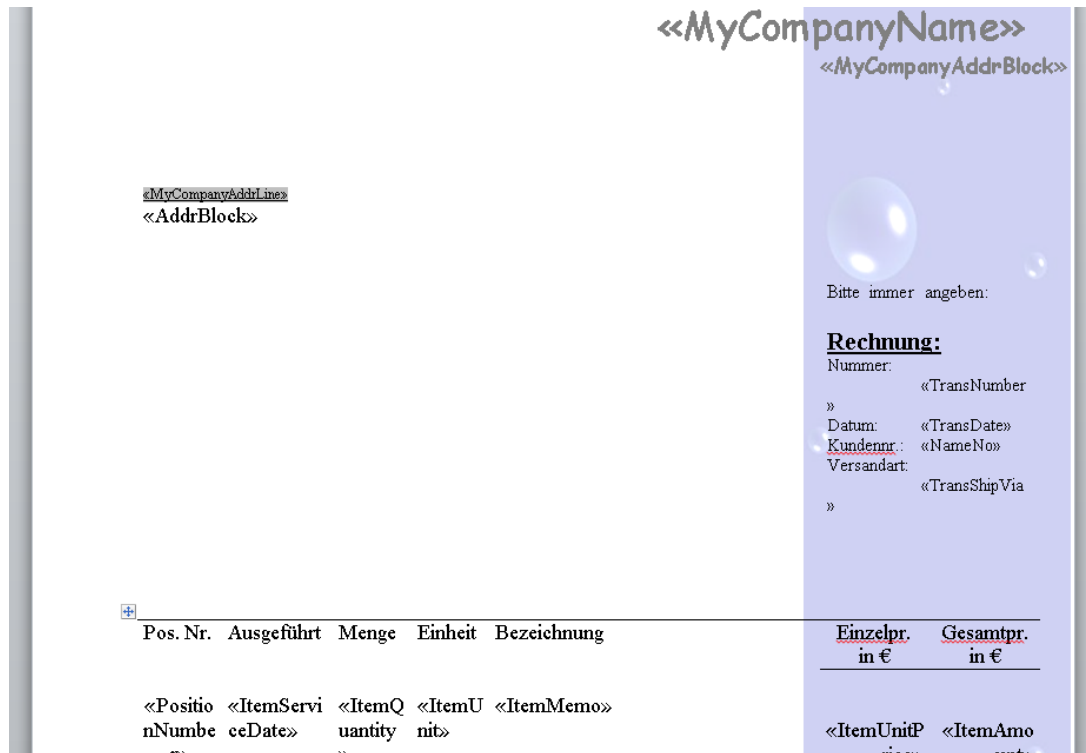 «MyCompanyName»
«MyCompanyAddrBlock»
«MyCompanyAddrLine»
«AddrBlock»
Bitte immer angeben:
Rechnung:
Nummer:
«TransNumber
»
Datum: «TransDate»
Kundennr.: «NameNo»
Versandart:
«TransShipVia
»
Pos. Nr. Ausgeführt Menge Einheit Bezeichnung Einzelpr. Gesamtpr.
in € in €
«Positio «ItemServi «ItemQ «ItemU «ItemMemo»
nNumbe ceDate» uantity nit»
«ItemUnitP «ItemAmo